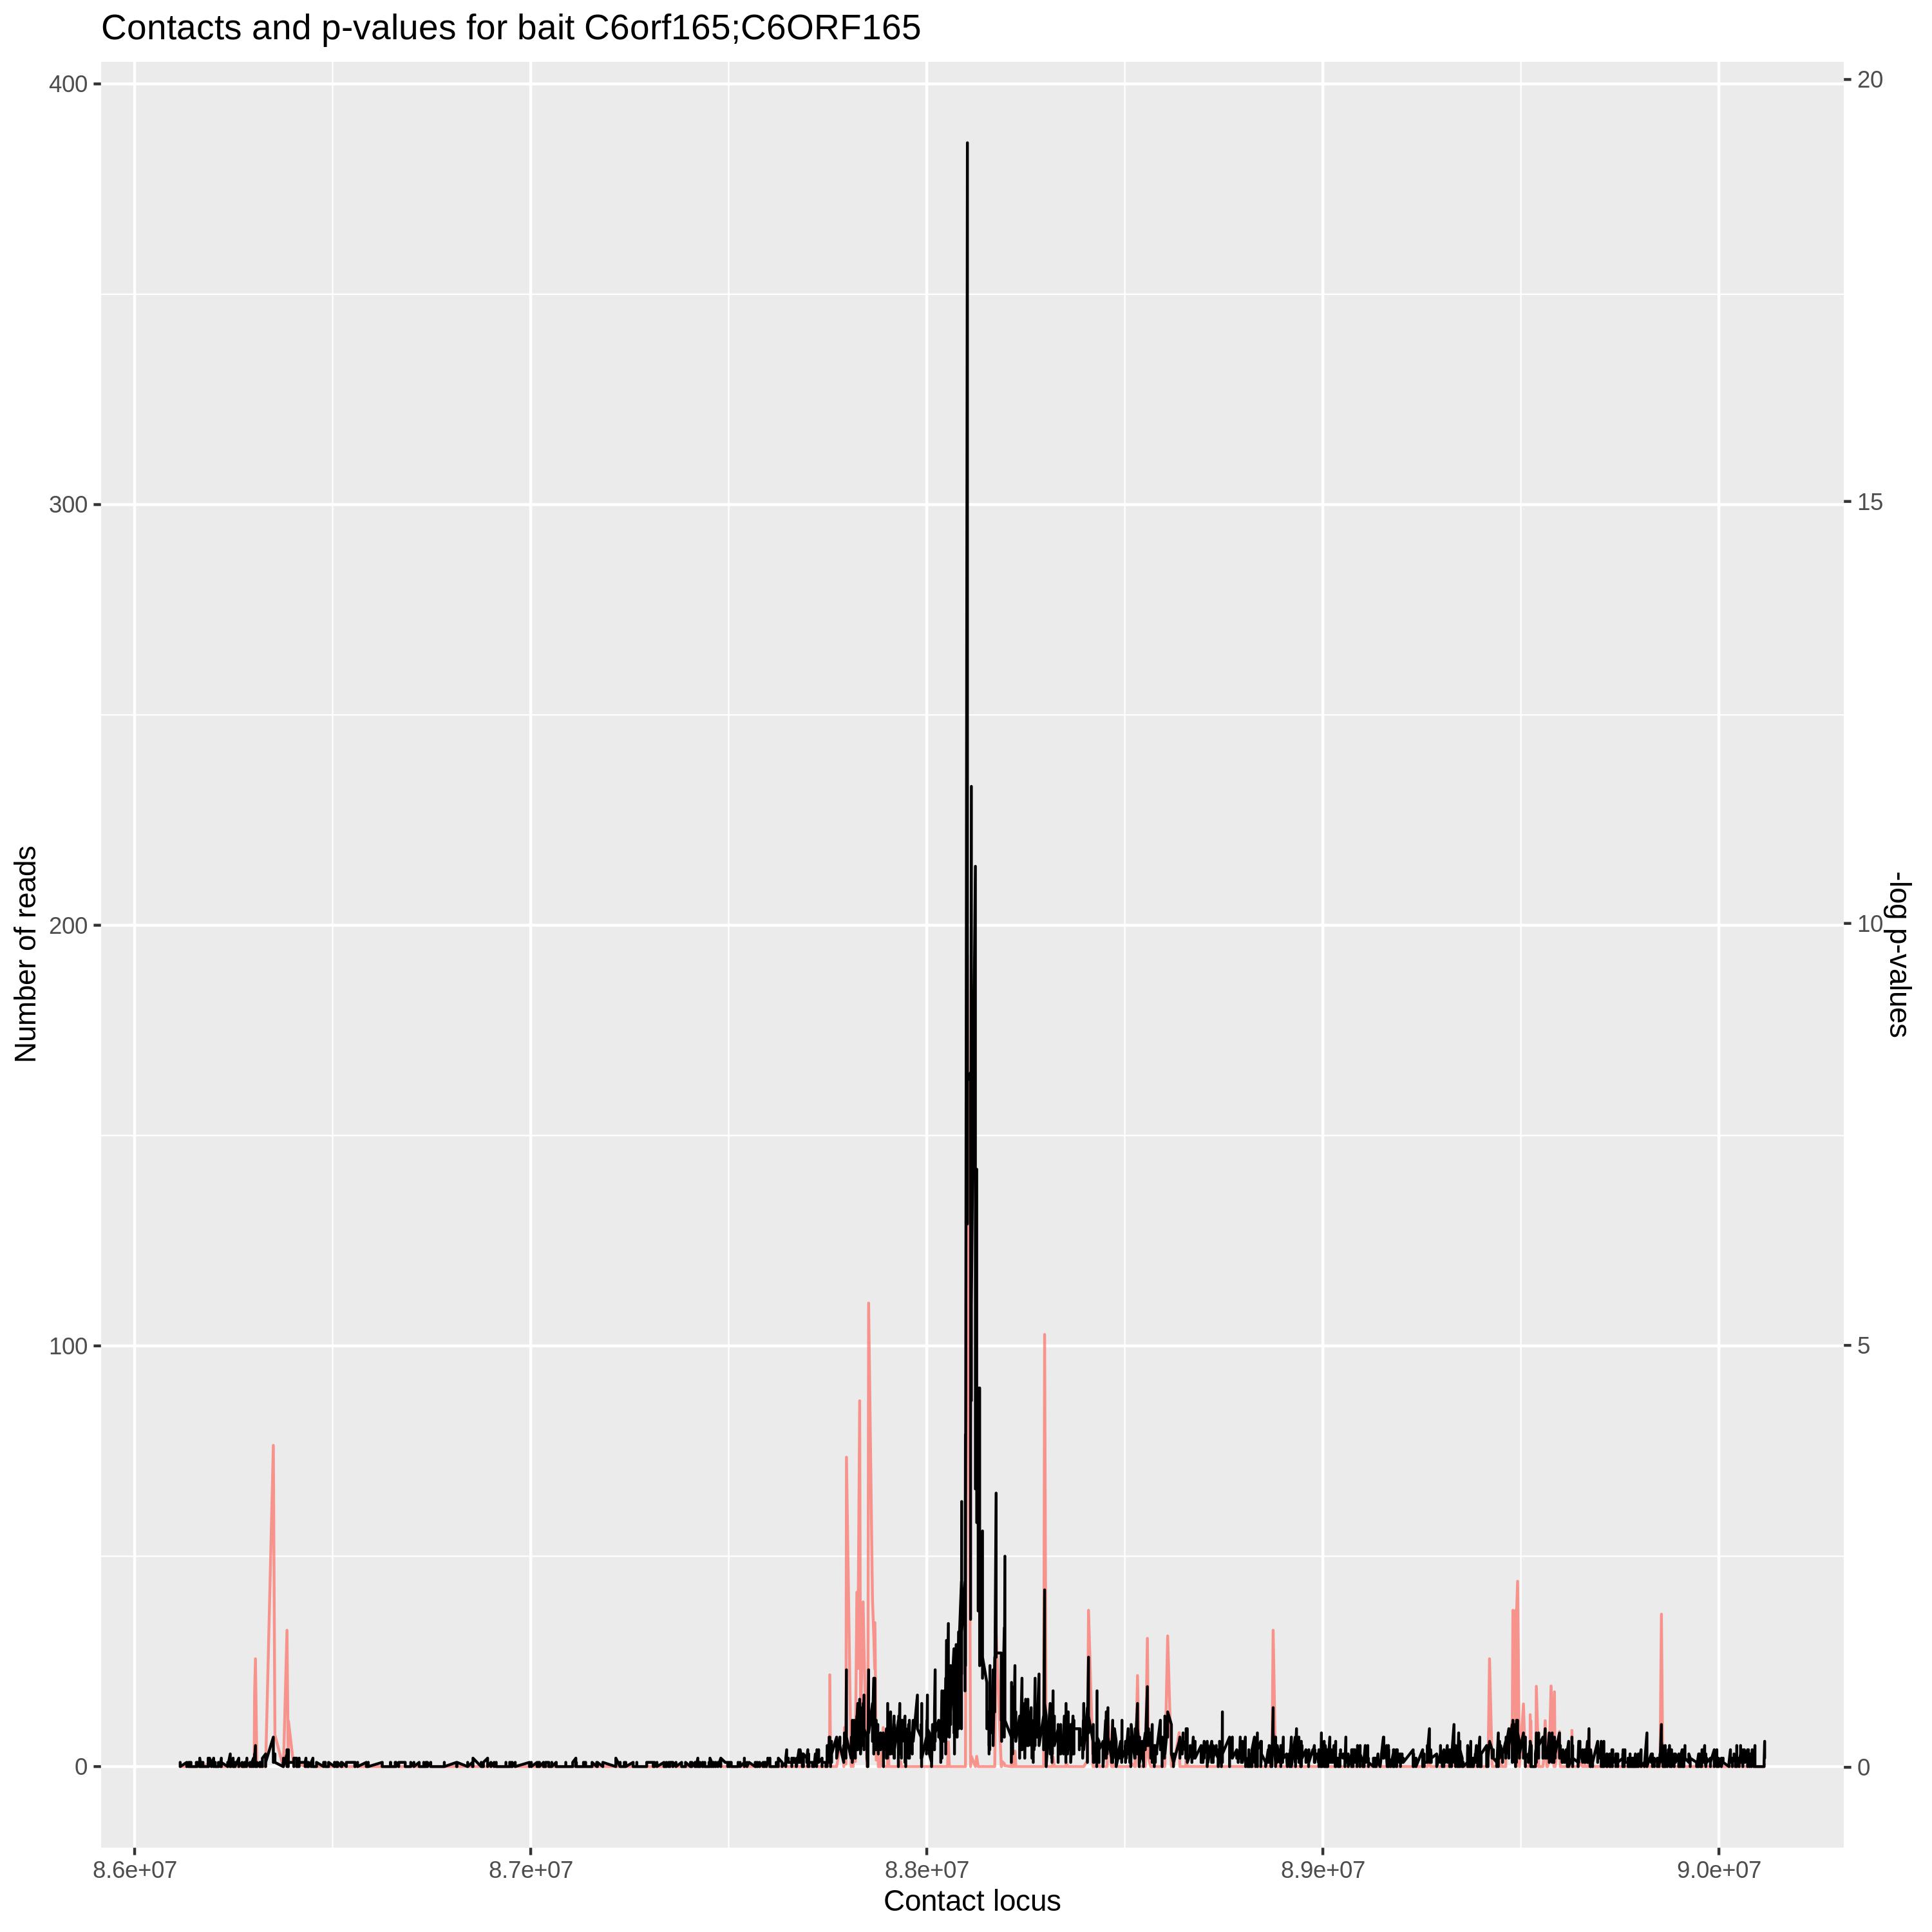 Contacts and p-values for bait C6orf165;C6ORF165
400
300
200
100
0
20
15
10
5
0
Number of reads
-log p-values
8.6e+07
8.7e+07
8.8e+07
8.9e+07
9.0e+07
Contact locus